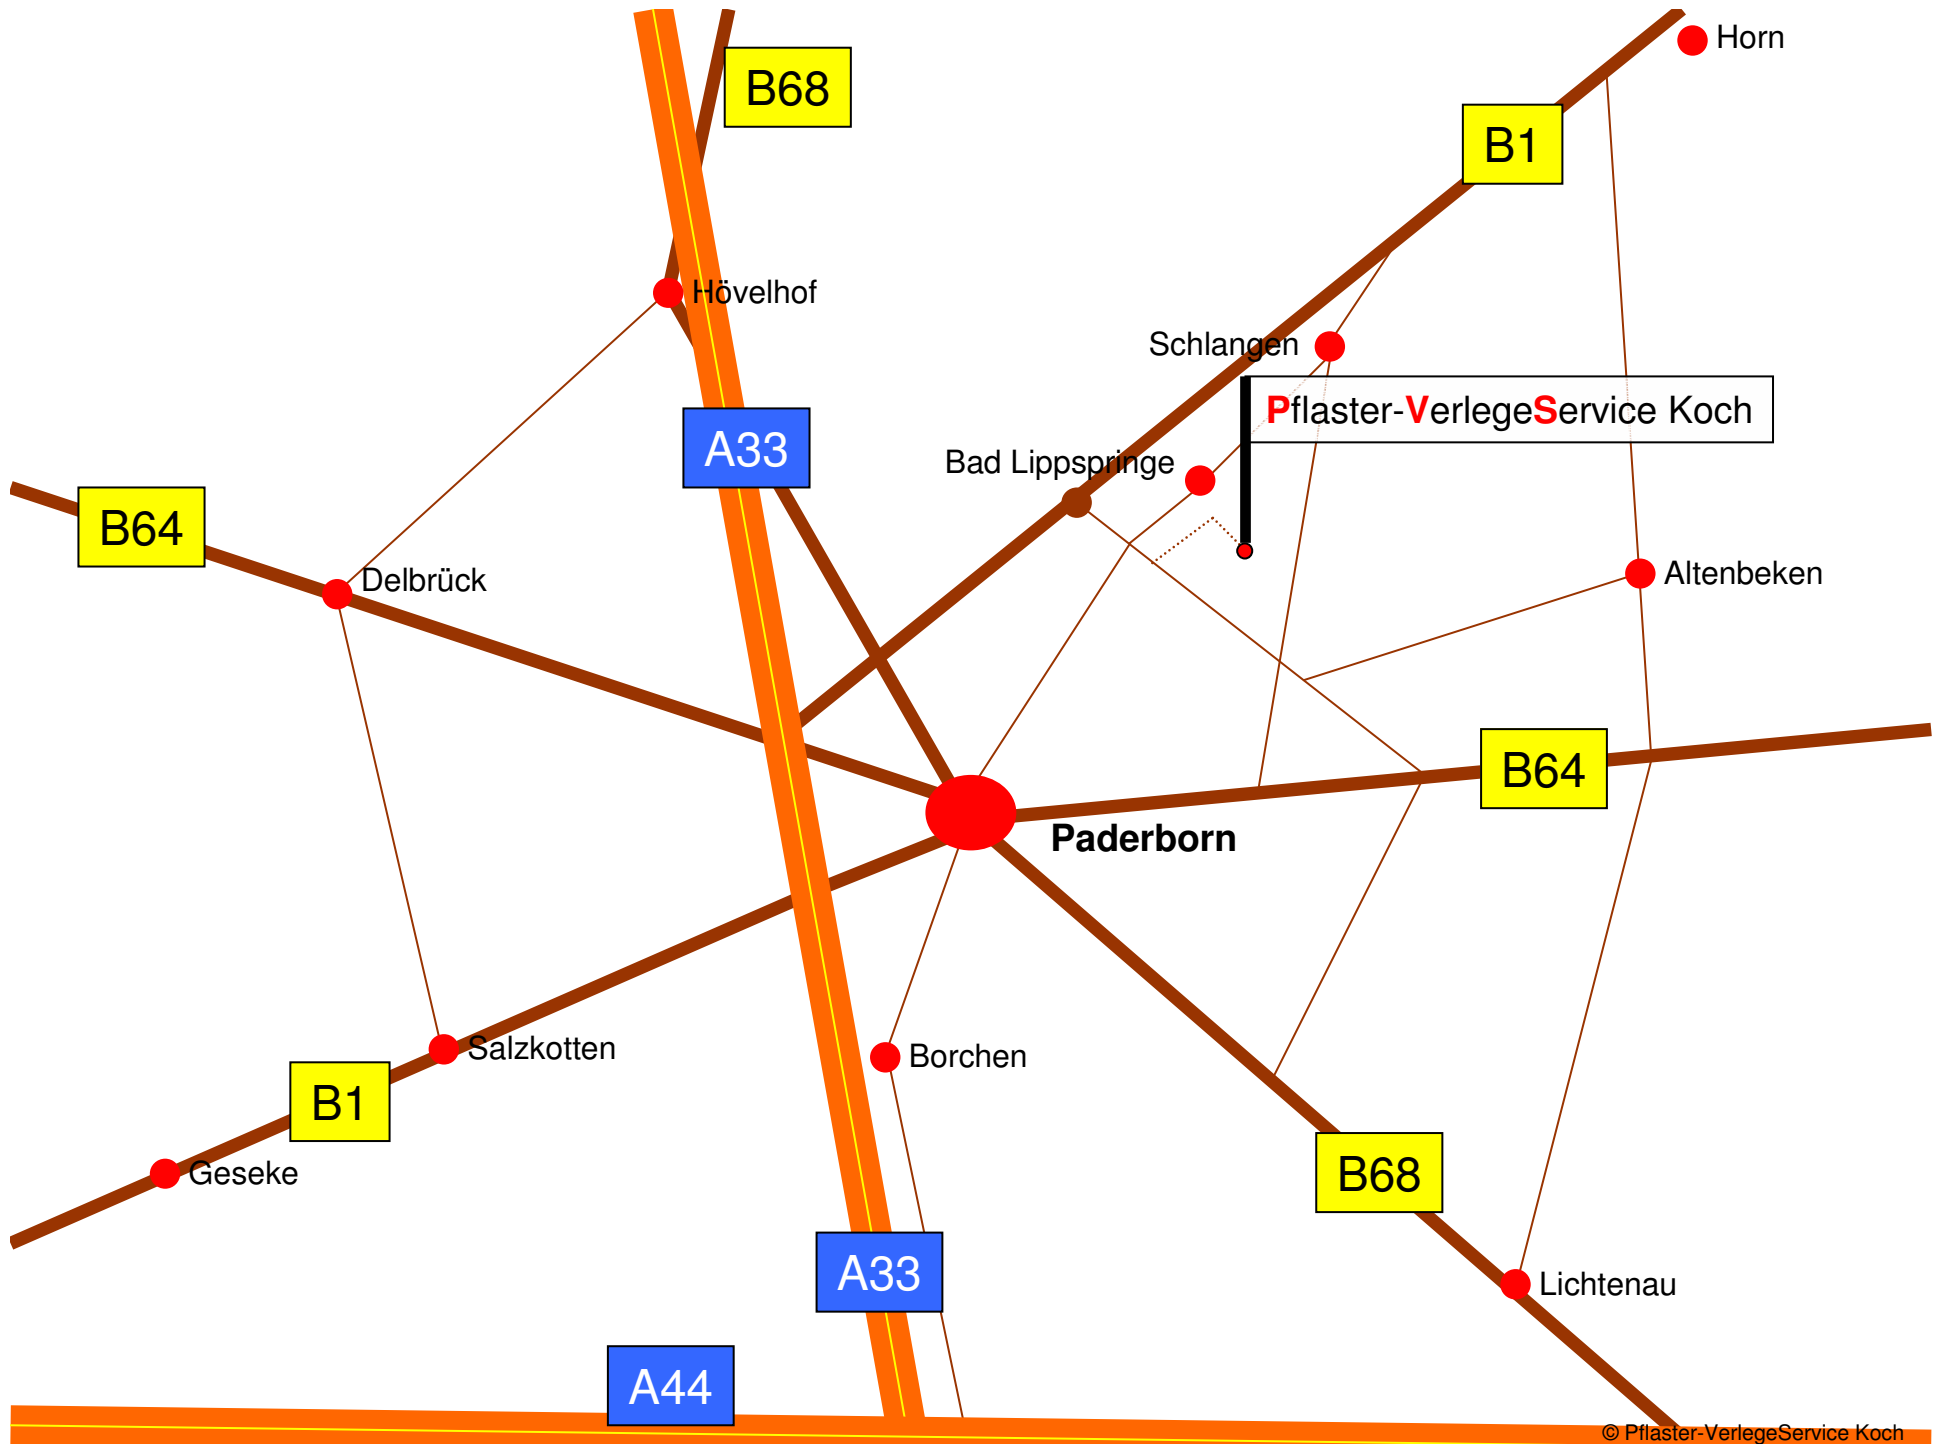 Horn
B68
B1
Hövelhof
Schlangen
Pflaster-VerlegeService Koch
A33
Bad Lippspringe
B64
Delbrück
Altenbeken
B64
Paderborn
Salzkotten
Borchen
B1
Geseke
B68
A33
Lichtenau
A44
© Pflaster-VerlegeService Koch